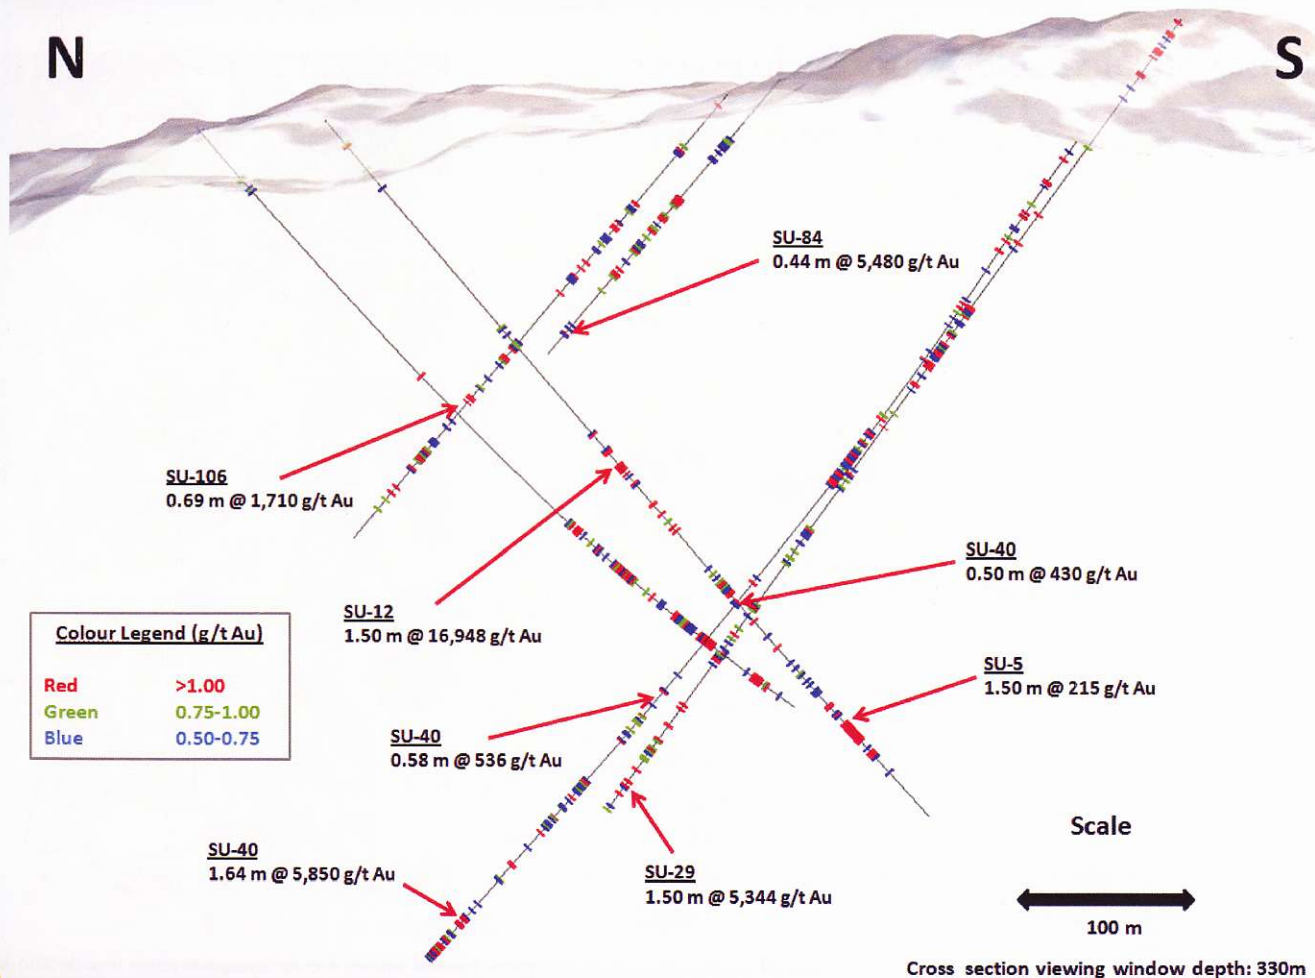 N
S
SU-84
0.44 m @ 5,480 g/t Au
SU-106
0.69 m @ 1,710 g/t Au
SU-12
1.50 m @ 16,948 g/t Au
SU-40
0.50 m @ 430 g/t Au
SU-5
1.50 m @ 215 g/t Au
Colour Legend (g/t Au)
Red >1.00
Green 0.75-1.00
Blue 0.50-0.75
SU-40
0.58 m @ 536 g/t Au
SU-40
1.64 m @ 5,850 g/t Au
SU-29
1.50 m @ 5,344 g/t Au
Scale
100 m
Cross section viewing window depth: 330m